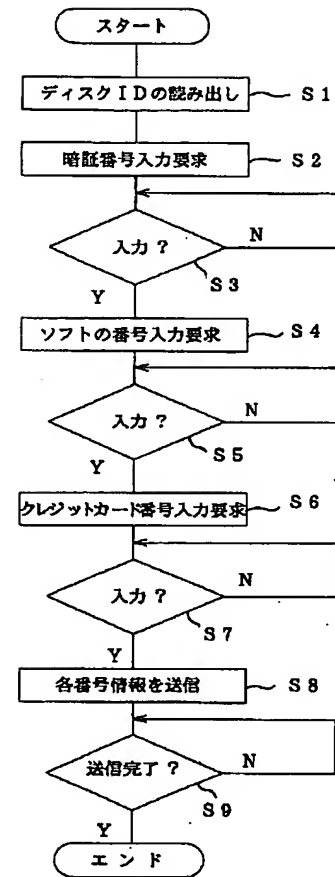 スタート
ディスクIDの読み出し
S1
暗証番号入力要求
S2
入力?
N
S3
Y
ソフトの番号入力要求
S4
入力?
N
S5
Y
クレジットカード番号入力要求
S6
入力?
N
S7
Y
各番号情報を送信
S8
送信完了?
N
S9
Y
エンド